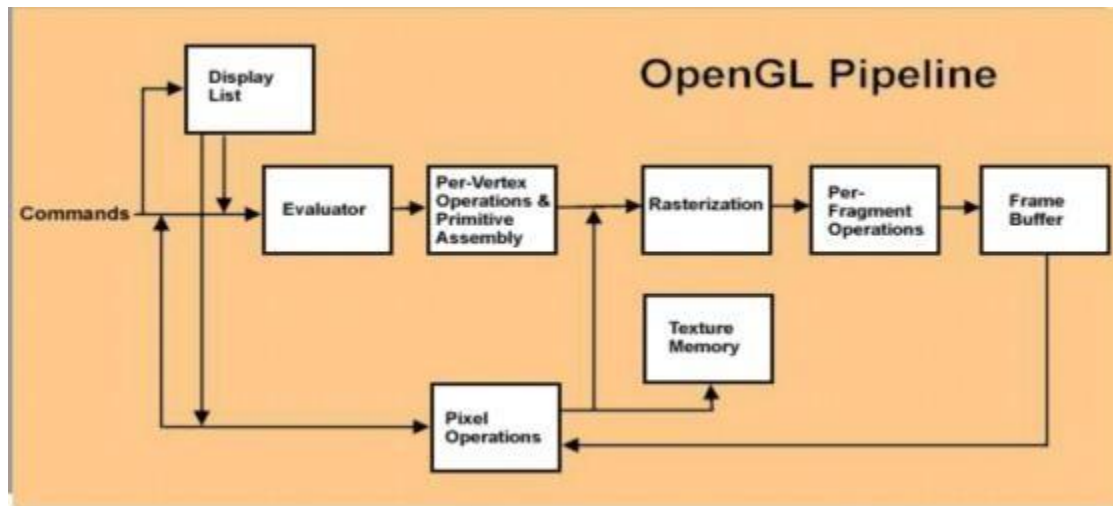 OpenGL Pipeline
Display
List
Commands
Evaluator
Per-Vertex
Operations &
Primitive
Assembly
Rasterization
Per-
Fragment
Operations
Frame
Buffer
Texture
Memory
Pixel
Operations